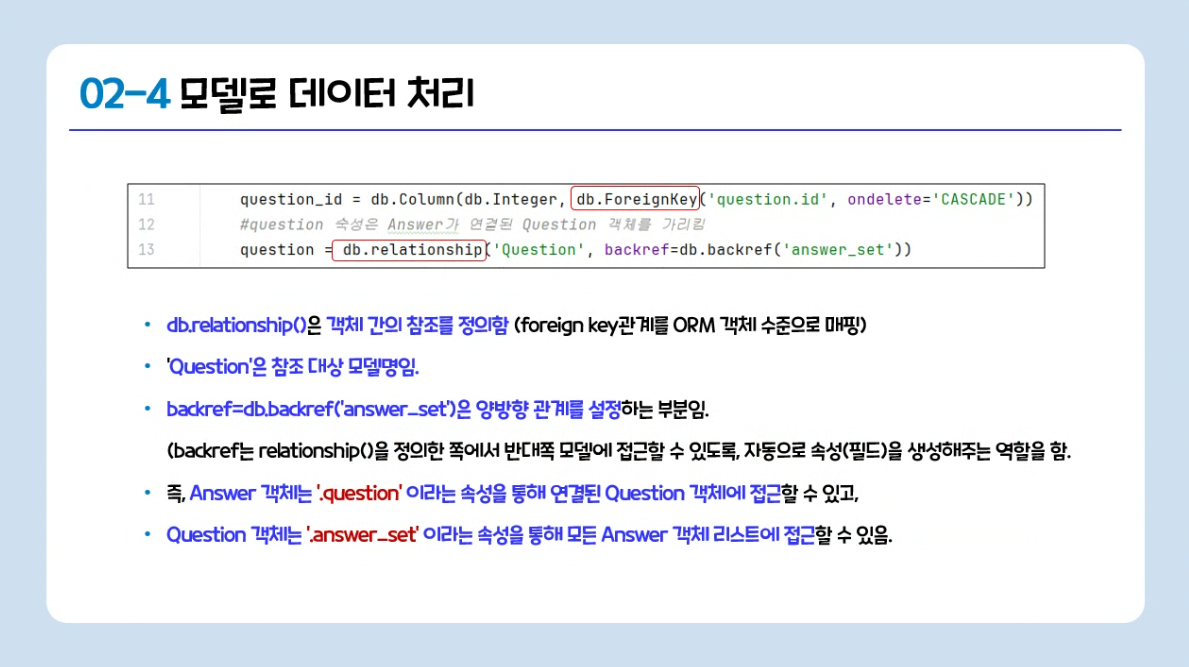 02-4 모델로 데이터 처리
11 question_id = db.Column(db.Integer, db.ForeignKey('question.id', ondelete='CASCADE'))
12 #question 속성은 Answer가 연결된 Question 객체를 가리킴
13 question = db.relationship('Question', backref=db.backref('answer_set'))
• db.relationship()은 객체 간의 참조를 정의함 (foreign key관계를 ORM 객체 수준으로 매핑)
• 'Question'은 참조 대상 모델명임.
• backref=db.backref('answer_set')은 양방향 관계를 설정하는 부분임.
(backref는 relationship()을 정의한 쪽에서 반대쪽 모델에 접근할 수 있도록, 자동으로 속성(필드)을 생성해주는 역할을 함.
• 즉, Answer 객체는 '.question' 이라는 속성을 통해 연결된 Question 객체에 접근할 수 있고,
• Question 객체는 '.answer_set' 이라는 속성을 통해 모든 Answer 객체 리스트에 접근할 수 있음.